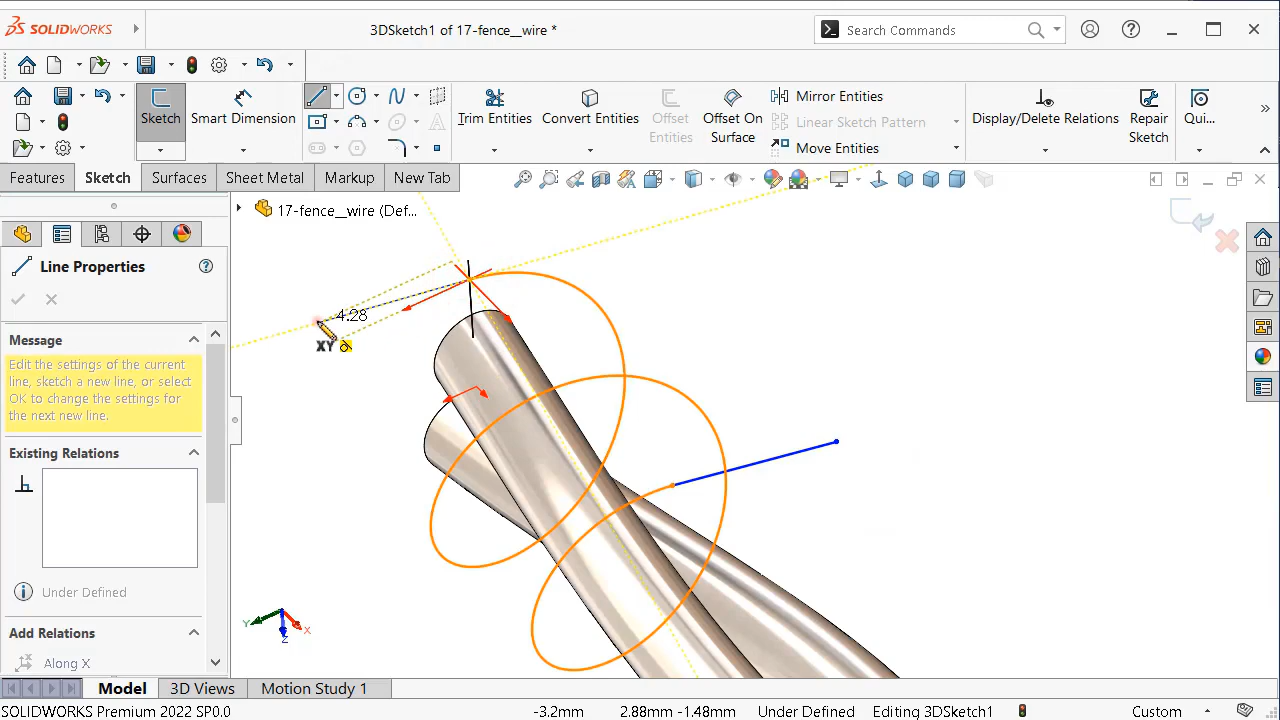 SOLIDWORKS
3DSketch1 of 17-fence__wire *
Search Commands
Sketch
Smart Dimension
Trim Entities
Convert Entities
Offset Entities
Offset On Surface
Mirror Entities
Linear Sketch Pattern
Move Entities
Display/Delete Relations
Repair Sketch
Qui...
Features
Sketch
Surfaces
Sheet Metal
Markup
New Tab
17-fence__wire (Def...
Line Properties
Message
Edit the settings of the current
line, sketch a new line, or select
OK to change the settings for
the next new line.
Existing Relations
Under Defined
Add Relations
Along X
4.28
XY
Y
X
Z
Model
3D Views
Motion Study 1
SOLIDWORKS Premium 2022 SP0.0
-3.2mm
2.88mm -1.48mm
Under Defined
Editing 3DSketch1
Custom